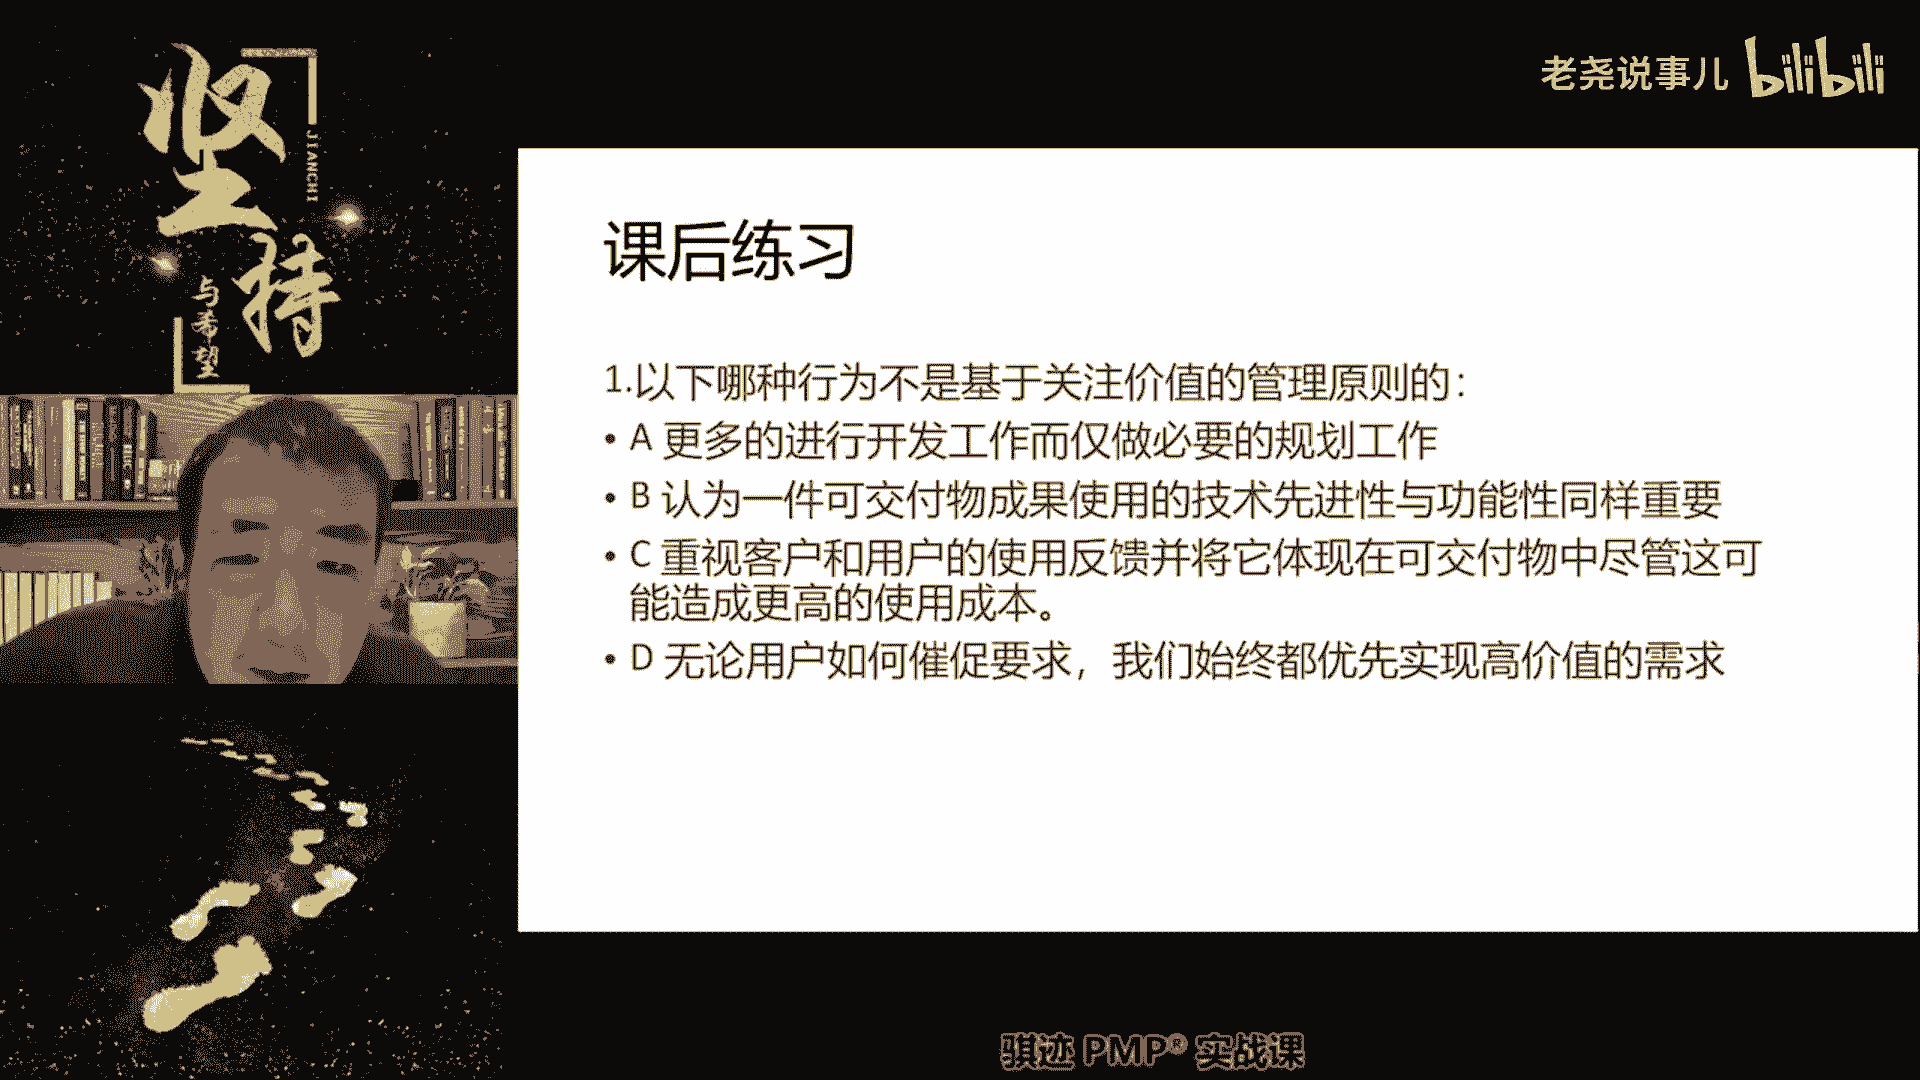 坚持
JIANCHI
与希望
老尧说事儿 bilibili
课后练习
1.以下哪种行为不是基于关注价值的管理原则的：
• A 更多的进行开发工作而仅做必要的规划工作
• B 认为一件可交付物成果使用的技术先进性与功能性同样重要
• C 重视客户和用户的使用反馈并将它体现在可交付物中尽管这可
能造成更高的使用成本。
• D 无论用户如何催促要求，我们始终都优先实现高价值的需求
骐迹 PMP® 实战课